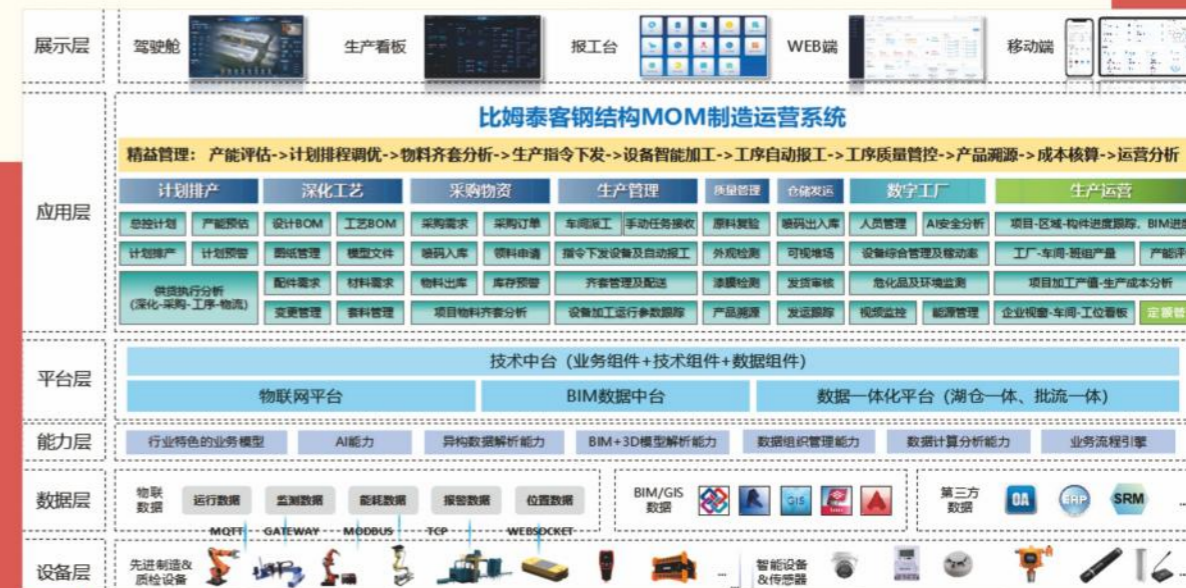 展示层
驾驶舱
生产看板
报工台
WEB端
移动端
应用层
比姆泰客钢结构MOM制造运营系统
精益管理： 产能评估->计划排程调优->物料齐套分析->生产指令下发->设备智能加工->工序自动报工->工序质量管控->产品溯源->成本核算->运营分析
计划排产 深化工艺 采购物资 生产管理 质量管理 仓储发运 数字工厂 生产运营
总控计划 产能预估 设计BOM 工艺BOM 采购需求 采购订单 车间派工 手动任务接收 原料复验 喷码出入库 人员管理 AI安全分析 项目-区域-构件进度跟踪、BIM进
计划排产 计划预警 图纸管理 模型文件 喷码入库 领料申请 指令下发设备及自动报工 外观检测 可视堆场 设备综合管理及稼动率 工厂-车间-班组产量 产能评
供货执行分析
(深化-采购-工序-物流)
配件需求 材料需求 物料出库 库存预警 齐套管理及配送 漆膜检测 发货审核 危化品及环境监测 项目加工产值-生产成本分析
变更管理 套料管理 项目物料齐套分析 设备加工运行参数跟踪 产品溯源 发运跟踪 视频监控 能源管理 企业视窗-车间-工位看板 定额
平台层
技术中台（业务组件+技术组件+数据组件）
物联网平台 BIM数据中台 数据一体化平台（湖仓一体、批流一体）
能力层
行业特色的业务模型 AI能力 异构数据解析能力 BIM+3D模型解析能力 数据组织管理能力 数据计算分析能力 业务流程引擎
数据层
物联
数据
运行数据 监测数据 能耗数据 报警数据 位置数据
BIM/GIS
数据
GIS
第三方
数据
OA ERP SRM ...
MQTT GATEWAY MODBUS TCP WEBSOCKET
设备层
先进制造&
质检设备
...
智能设备
&传感器
...